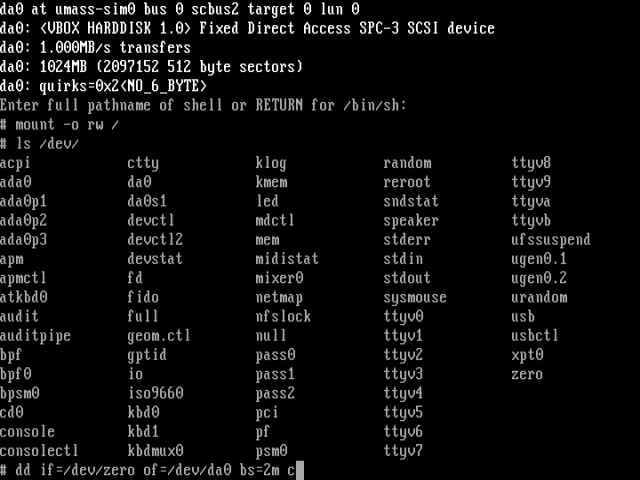 da0 at umass-sim0 bus 0 scbus2 target 0 lun 0
da0: <VBOX HARDDISK 1.0> Fixed Direct Access SPC-3 SCSI device
da0: 1.000MB/s transfers
da0: 1024MB (2097152 512 byte sectors)
da0: quirks=0x2<NO_6_BYTE>
Enter full pathname of shell or RETURN for /bin/sh:
# mount -o rw /
# ls /dev/
acpi ctty klog random ttyv8
ada0 da0 kmem reroot ttyv9
ada0p1 da0s1 led sndstat ttyva
ada0p2 devctl mdctl speaker ttyvb
ada0p3 devctl2 mem stderr ufssuspend
apm devstat midistat stdin ugen0.1
apmctl fd mixer0 stdout ugen0.2
atkbd0 fido netmap sysmouse urandom
audit full nfslock ttyv0 usb
auditpipe geom.ctl null ttyv1 usbctl
bpf gptid pass0 ttyv2 xpt0
bpf0 io pass1 ttyv3 zero
bpsm0 iso9660 pass2 ttyv4
cd0 kbd0 pci ttyv5
console kbd1 pf ttyv6
consolectl kbdmux0 psm0 ttyv7
# dd if=/dev/zero of=/dev/da0 bs=2m c